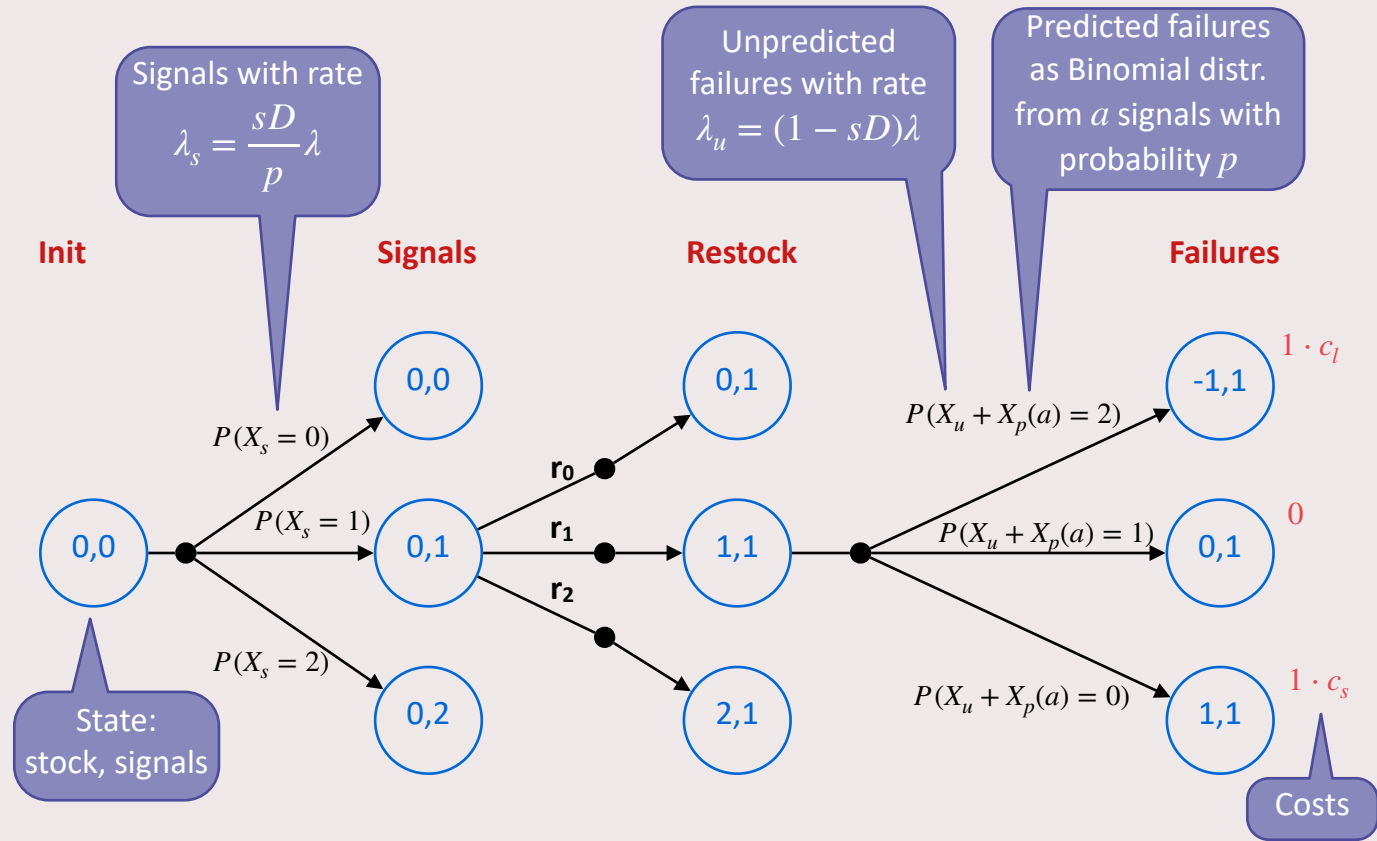 Signals with rate
λ_s = sD/p λ
Unpredicted
failures with rate
λ_u = (1 − sD)λ
Predicted failures
as Binomial distr.
from a signals with
probability p
Init
Signals
Restock
Failures
0,0
0,1
-1,1
1 · c_l
P(X_s = 0)
P(X_u + X_p(a) = 2)
r₀
0,0
P(X_s = 1)
0,1
r₁
1,1
P(X_u + X_p(a) = 1)
0,1
0
r₂
P(X_s = 2)
0,2
2,1
P(X_u + X_p(a) = 0)
1,1
1 · c_s
State:
stock, signals
Costs